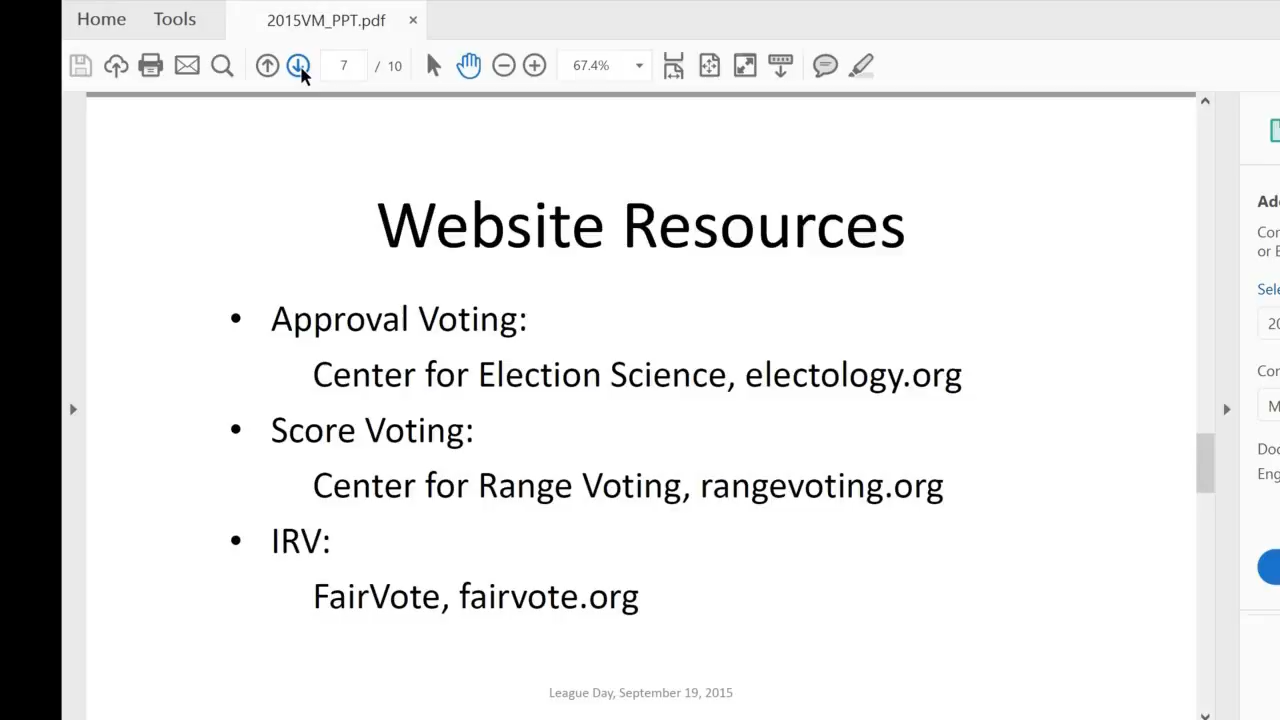 Home Tools 2015VM_PPT.pdf ×
7 / 10 67.4%
Website Resources
• Approval Voting:
Center for Election Science, electology.org
• Score Voting:
Center for Range Voting, rangevoting.org
• IRV:
FairVote, fairvote.org
League Day, September 19, 2015